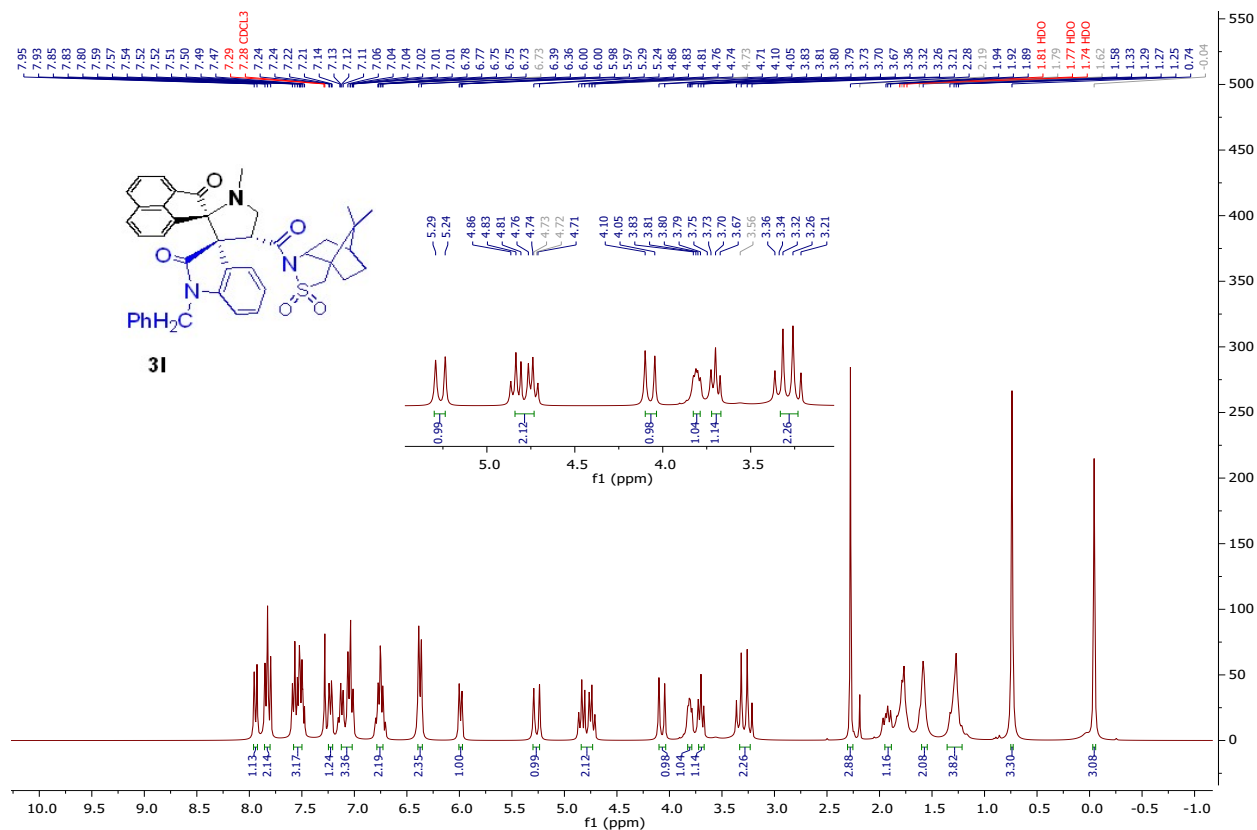 7.95 7.93 7.85 7.83 7.80 7.59 7.57 7.54 7.52 7.52 7.51 7.50 7.49 7.47 7.29 7.28 CDCL3 7.24 7.24 7.22 7.21 7.14 7.13 7.12 7.11 7.06 7.04 7.04 7.02 7.01 7.01 6.78 6.77 6.75 6.75 6.73 6.73 6.39 6.36 6.00 6.00 5.98 5.97 5.29 5.24 4.86 4.83 4.81 4.76 4.74 4.73 4.71 4.10 4.05 3.83 3.81 3.80 3.79 3.73 3.70 3.67 3.36 3.32 3.26 3.21 2.28 2.19 1.94 1.92 1.89 1.81 HDO 1.79 1.77 HDO 1.74 HDO 1.62 1.58 1.33 1.29 1.27 1.25 0.74 -0.04
O
N
O
O
N
N
S
O
O
PhH2C
3l
5.29 5.24 4.86 4.83 4.81 4.76 4.74 4.73 4.72 4.71 4.10 4.05 3.83 3.81 3.80 3.79 3.75 3.73 3.70 3.67 3.56 3.36 3.34 3.32 3.26 3.21
0.99 2.12 0.98 1.04 1.14 2.26
5.0 4.5 4.0 3.5
f1 (ppm)
550
500
450
400
350
300
250
200
150
100
50
0
1.13 2.14 3.17 1.24 3.36 2.19 2.35 1.00 0.99 2.12 0.98 1.04 1.14 2.26 2.88 1.16 2.08 3.82 3.30 3.08
10.0 9.5 9.0 8.5 8.0 7.5 7.0 6.5 6.0 5.5 5.0 4.5 4.0 3.5 3.0 2.5 2.0 1.5 1.0 0.5 0.0 -0.5 -1.0
f1 (ppm)